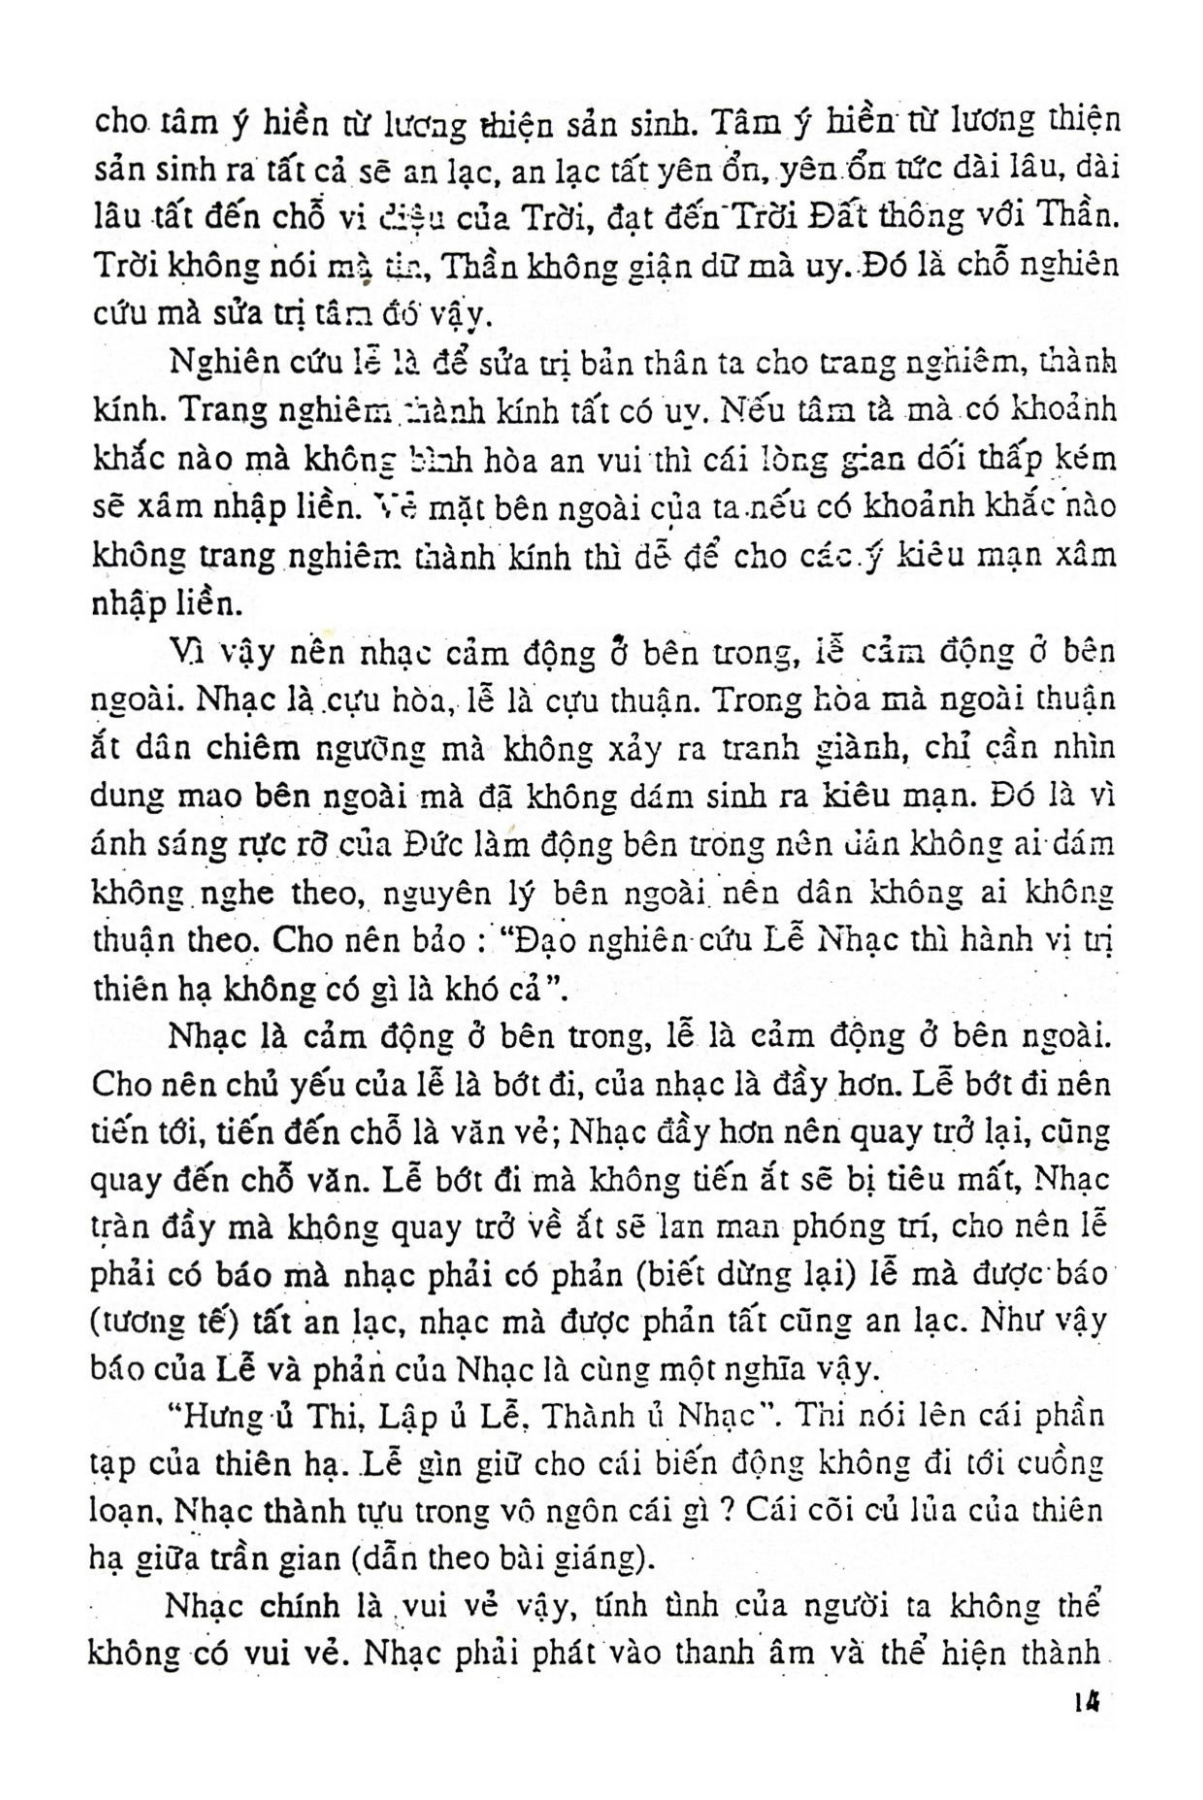 cho tâm ý hiền từ lương thiện sản sinh. Tâm ý hiền từ lương thiện
sản sinh ra tất cả sẽ an lạc, an lạc tất yên ổn, yên ổn tức dài lâu, dài
lâu tất đến chỗ vi diệu của Trời, đạt đến Trời Đất thông với Thần.
Trời không nói mà tin, Thần không giận dữ mà uy. Đó là chỗ nghiên
cứu mà sửa trị tâm đó vậy.
Nghiên cứu lễ là để sửa trị bản thân ta cho trang nghiêm, thành
kính. Trang nghiêm thành kính tất có uy. Nếu tâm tà mà có khoảnh
khắc nào mà không bình hòa an vui thì cái lòng gian dối thấp kém
sẽ xâm nhập liền. Về mặt bên ngoài của ta nếu có khoảnh khắc nào
không trang nghiêm thành kính thì dễ để cho các ý kiêu mạn xâm
nhập liền.
Vì vậy nên nhạc cảm động ở bên trong, lễ cảm động ở bên
ngoài. Nhạc là cựu hòa, lễ là cựu thuận. Trong hòa mà ngoài thuận
ắt dân chiêm ngưỡng mà không xảy ra tranh giành, chỉ cần nhìn
dung mao bên ngoài mà đã không dám sinh ra kiêu mạn. Đó là vì
ánh sáng rực rỡ của Đức làm động bên trong nên dân không ai dám
không nghe theo, nguyên lý bên ngoài nên dân không ai không
thuận theo. Cho nên bảo : “Đạo nghiên cứu Lễ Nhạc thì hành vị trị
thiên hạ không có gì là khó cả”.
Nhạc là cảm động ở bên trong, lễ là cảm động ở bên ngoài.
Cho nên chủ yếu của lễ là bớt đi, của nhạc là đầy hơn. Lễ bớt đi nên
tiến tới, tiến đến chỗ là văn vẻ; Nhạc đầy hơn nên quay trở lại, cũng
quay đến chỗ văn. Lễ bớt đi mà không tiến ắt sẽ bị tiêu mất, Nhạc
tràn đầy mà không quay trở về ắt sẽ lan man phóng trí, cho nên lễ
phải có báo mà nhạc phải có phản (biết dừng lại) lễ mà được báo
(tương tế) tất an lạc, nhạc mà được phản tất cũng an lạc. Như vậy
báo của Lễ và phản của Nhạc là cùng một nghĩa vậy.
“Hưng ủ Thi, Lập ủ Lễ, Thành ủ Nhạc”. Thi nói lên cái phần
tạp của thiên hạ. Lễ gìn giữ cho cái biến động không đi tới cuồng
loạn, Nhạc thành tựu trong vô ngôn cái gì ? Cái cõi củ lủa của thiên
hạ giữa trần gian (dẫn theo bài giáng).
Nhạc chính là vui vẻ vậy, tính tình của người ta không thể
không có vui vẻ. Nhạc phải phát vào thanh âm và thể hiện thành
14